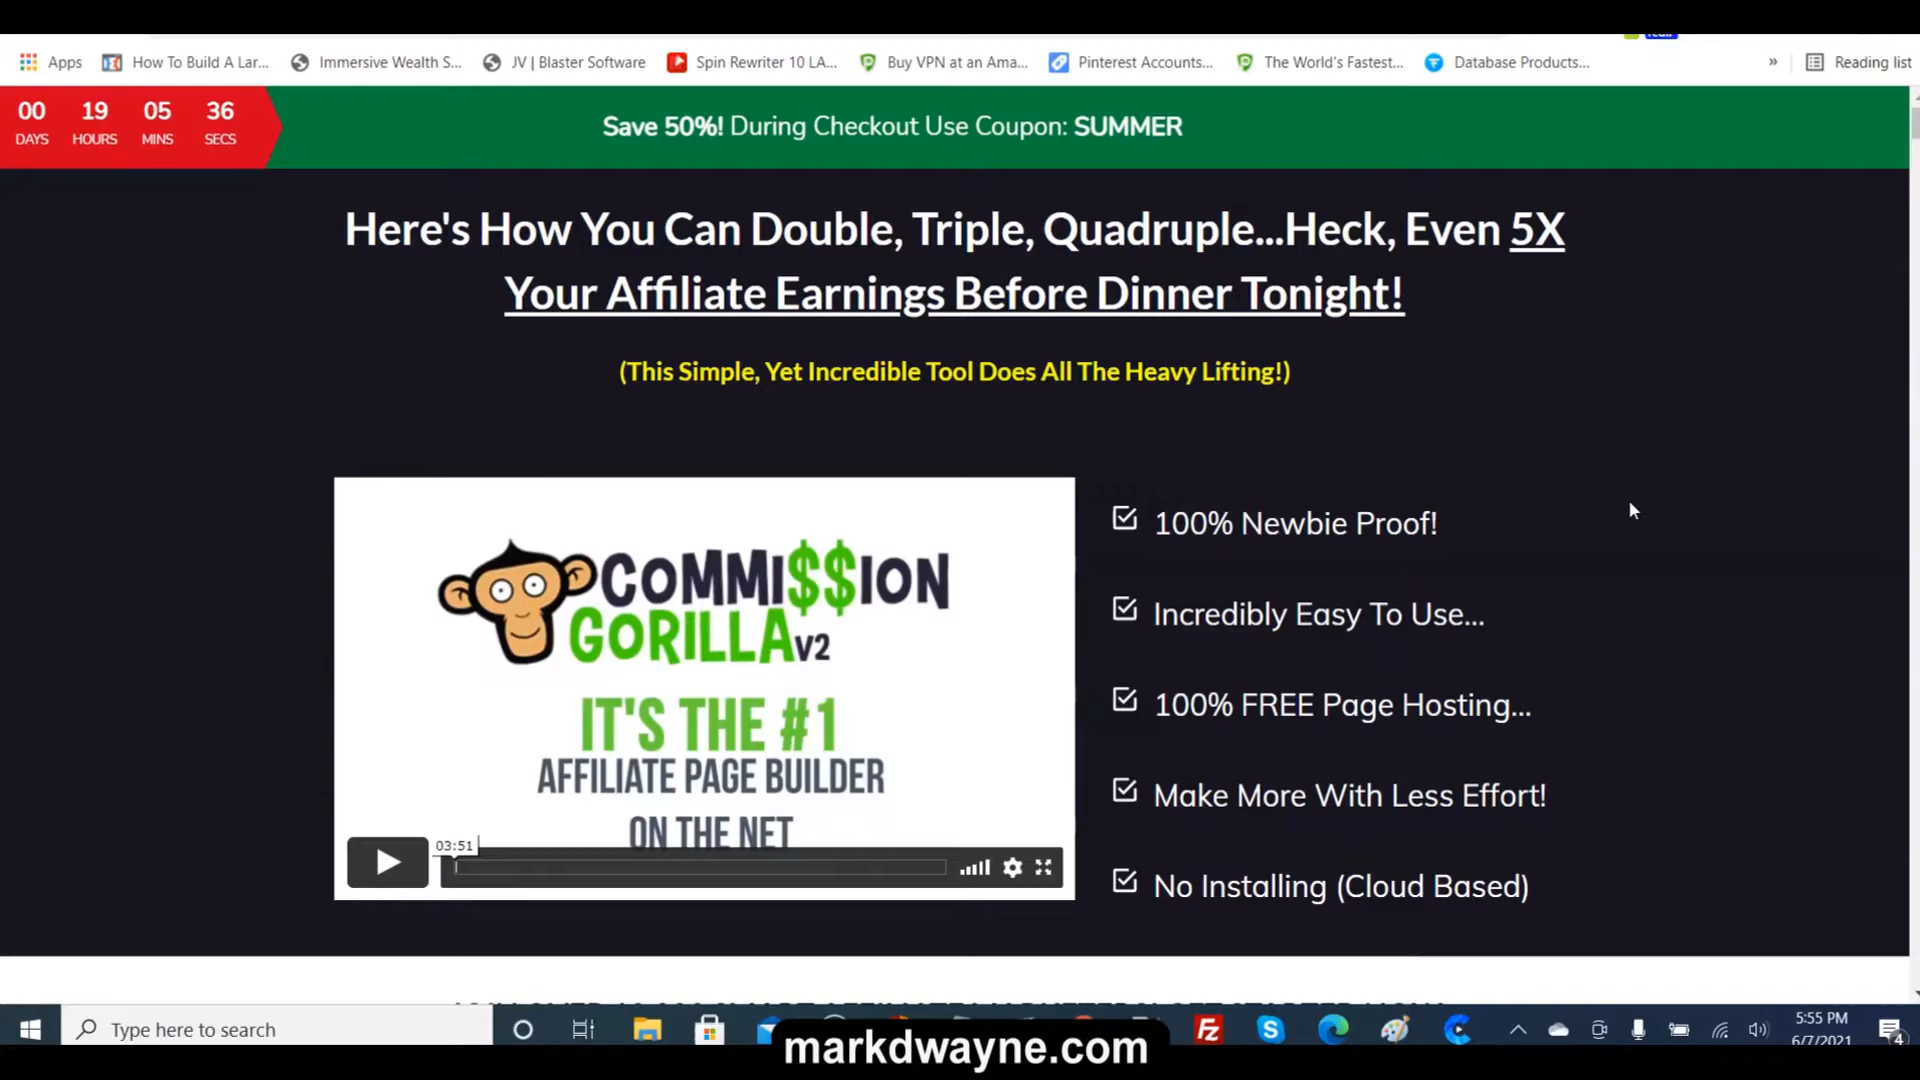 Apps
How To Build A Lar...
Immersive Wealth S...
JV | Blaster Software
Spin Rewriter 10 LA...
Buy VPN at an Ama...
Pinterest Accounts...
The World's Fastest...
Database Products...
»
Reading list
00 19 05 36
DAYS HOURS MINS SECS
Save 50%! During Checkout Use Coupon: SUMMER
Here's How You Can Double, Triple, Quadruple...Heck, Even 5X
Your Affiliate Earnings Before Dinner Tonight!
(This Simple, Yet Incredible Tool Does All The Heavy Lifting!)
COMMI$$ION
GORILLA V2
IT'S THE #1
AFFILIATE PAGE BUILDER
ON THE NET
03:51
100% Newbie Proof!
Incredibly Easy To Use...
100% FREE Page Hosting...
Make More With Less Effort!
No Installing (Cloud Based)
Type here to search
Fz
S
5:55 PM
6/7/2021
4
markdwayne.com